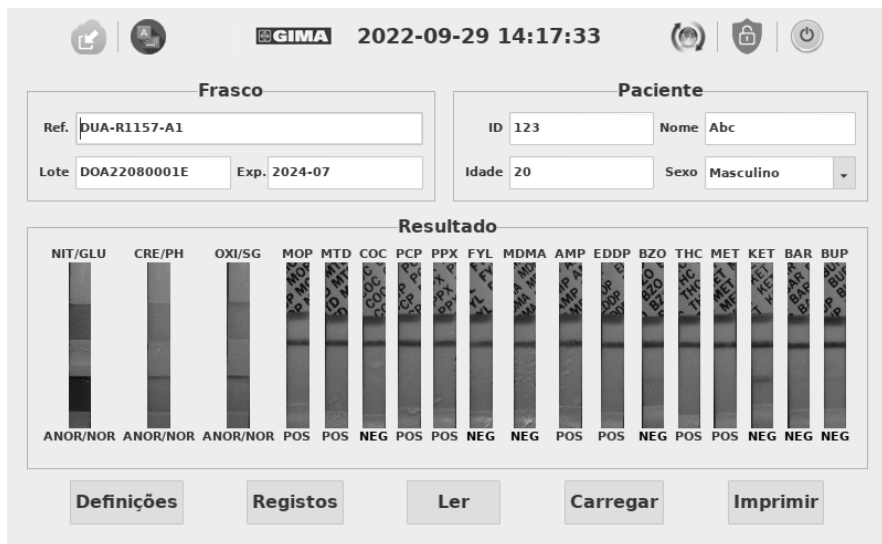 GIMA 2022-09-29 14:17:33
Frasco
Ref. DUA-R1157-A1
Lote DOA22080001E Exp. 2024-07
Paciente
ID 123 Nome Abc
Idade 20 Sexo Masculino
Resultado
NIT/GLU CRE/PH OXI/SG MOP MTD COC PCP PPX FYL MDMA AMP EDDP BZO THC MET KET BAR BUP
ANOR/NOR ANOR/NOR ANOR/NOR POS POS NEG POS POS NEG NEG POS POS NEG POS POS NEG NEG NEG
Definições Registos Ler Carregar Imprimir